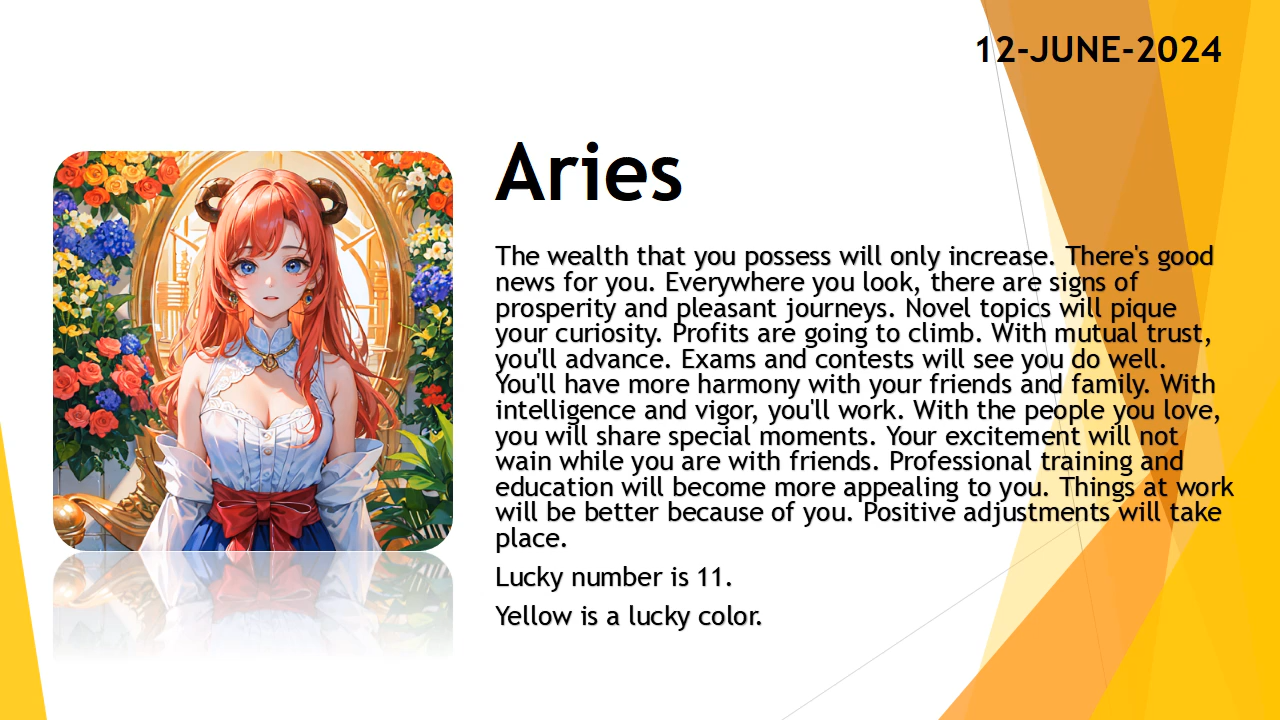 12-JUNE-2024
Aries
The wealth that you possess will only increase. There's good
news for you. Everywhere you look, there are signs of
prosperity and pleasant journeys. Novel topics will pique
your curiosity. Profits are going to climb. With mutual trust,
you'll advance. Exams and contests will see you do well.
You'll have more harmony with your friends and family. With
intelligence and vigor, you'll work. With the people you love,
you will share special moments. Your excitement will not
wain while you are with friends. Professional training and
education will become more appealing to you. Things at work
will be better because of you. Positive adjustments will take
place.
Lucky number is 11.
Yellow is a lucky color.